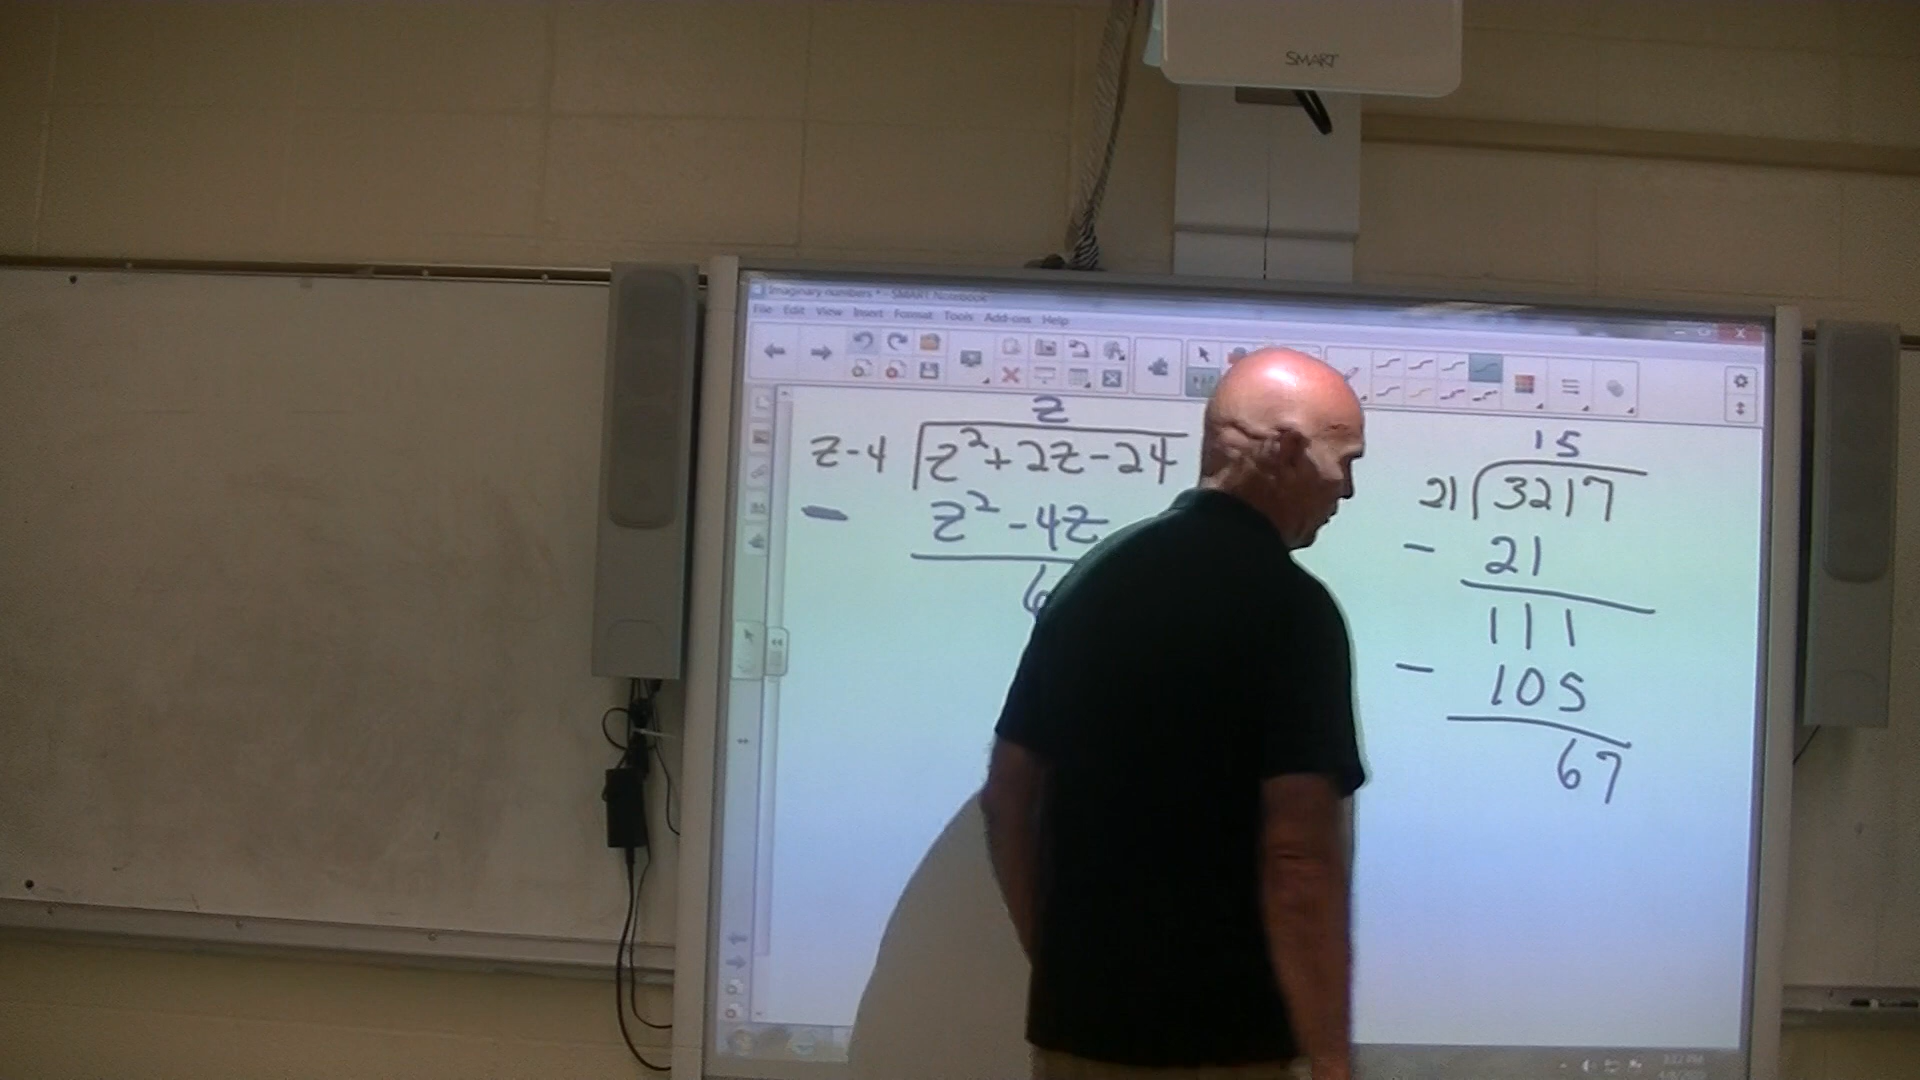 SMART
Imaginary numbers * - SMART Notebook
File Edit View Insert Format Tools Add-ons Help
z
z-4 z²+2z-24
- z² -4z
6
15
21 3217
- 21
111
- 105
67